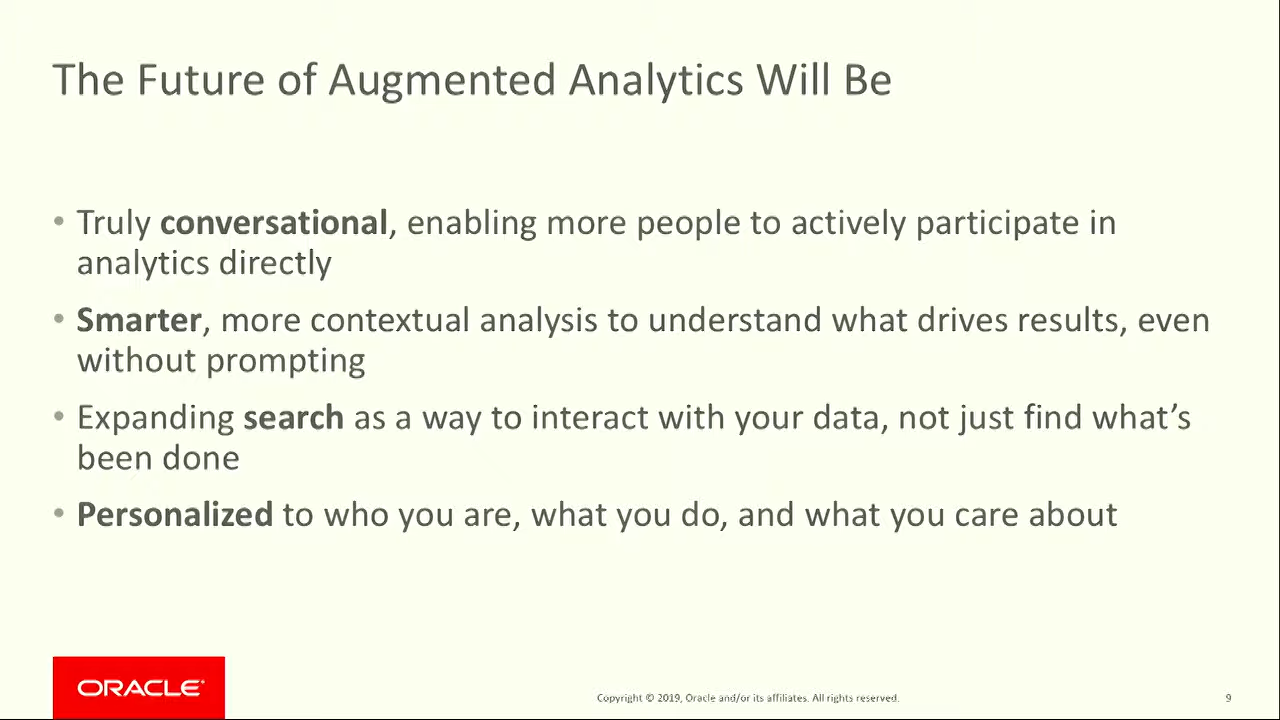 The Future of Augmented Analytics Will Be
• Truly conversational, enabling more people to actively participate in
analytics directly
• Smarter, more contextual analysis to understand what drives results, even
without prompting
• Expanding search as a way to interact with your data, not just find what’s
been done
• Personalized to who you are, what you do, and what you care about
ORACLE®
Copyright © 2019, Oracle and/or its affiliates. All rights reserved.
9